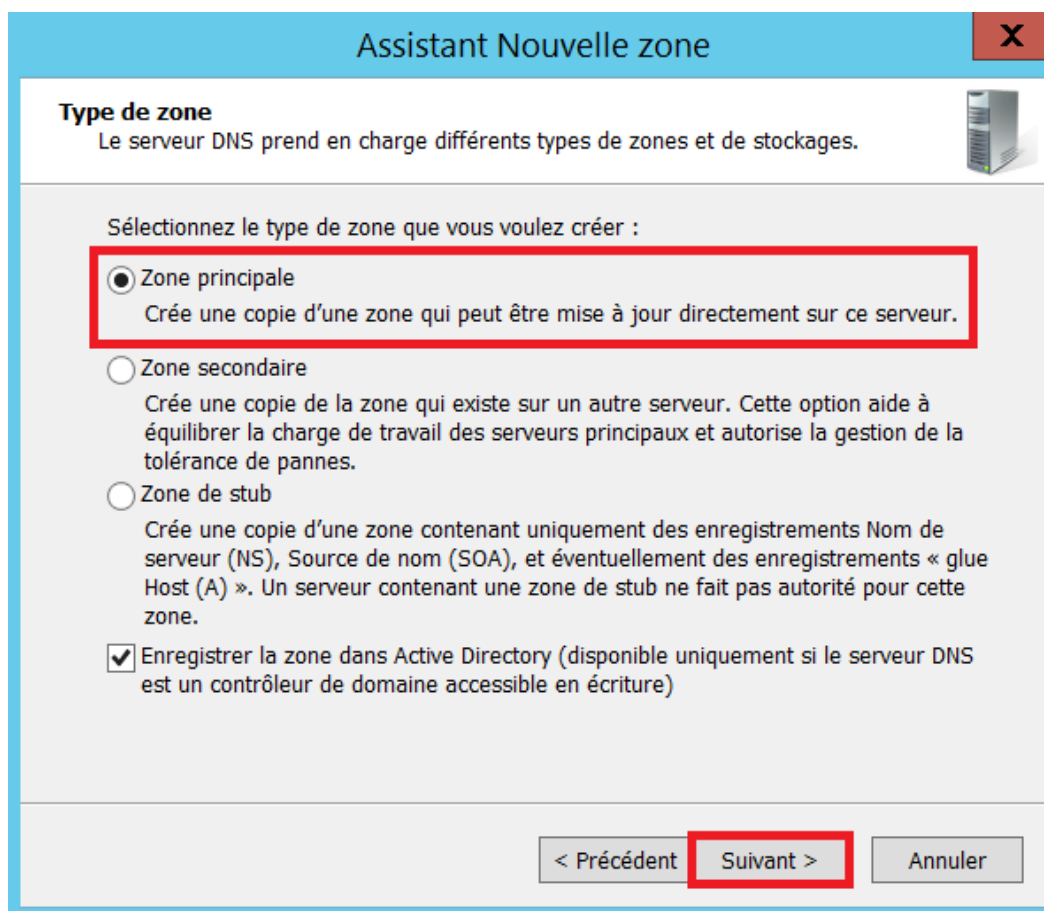 Assistant Nouvelle zone
X
Type de zone
Le serveur DNS prend en charge différents types de zones et de stockages.
Sélectionnez le type de zone que vous voulez créer :
Zone principale
Crée une copie d’une zone qui peut être mise à jour directement sur ce serveur.
Zone secondaire
Crée une copie de la zone qui existe sur un autre serveur. Cette option aide à
équilibrer la charge de travail des serveurs principaux et autorise la gestion de la
tolérance de pannes.
Zone de stub
Crée une copie d’une zone contenant uniquement des enregistrements Nom de
serveur (NS), Source de nom (SOA), et éventuellement des enregistrements « glue
Host (A) ». Un serveur contenant une zone de stub ne fait pas autorité pour cette
zone.
Enregistrer la zone dans Active Directory (disponible uniquement si le serveur DNS
est un contrôleur de domaine accessible en écriture)
< Précédent Suivant > Annuler